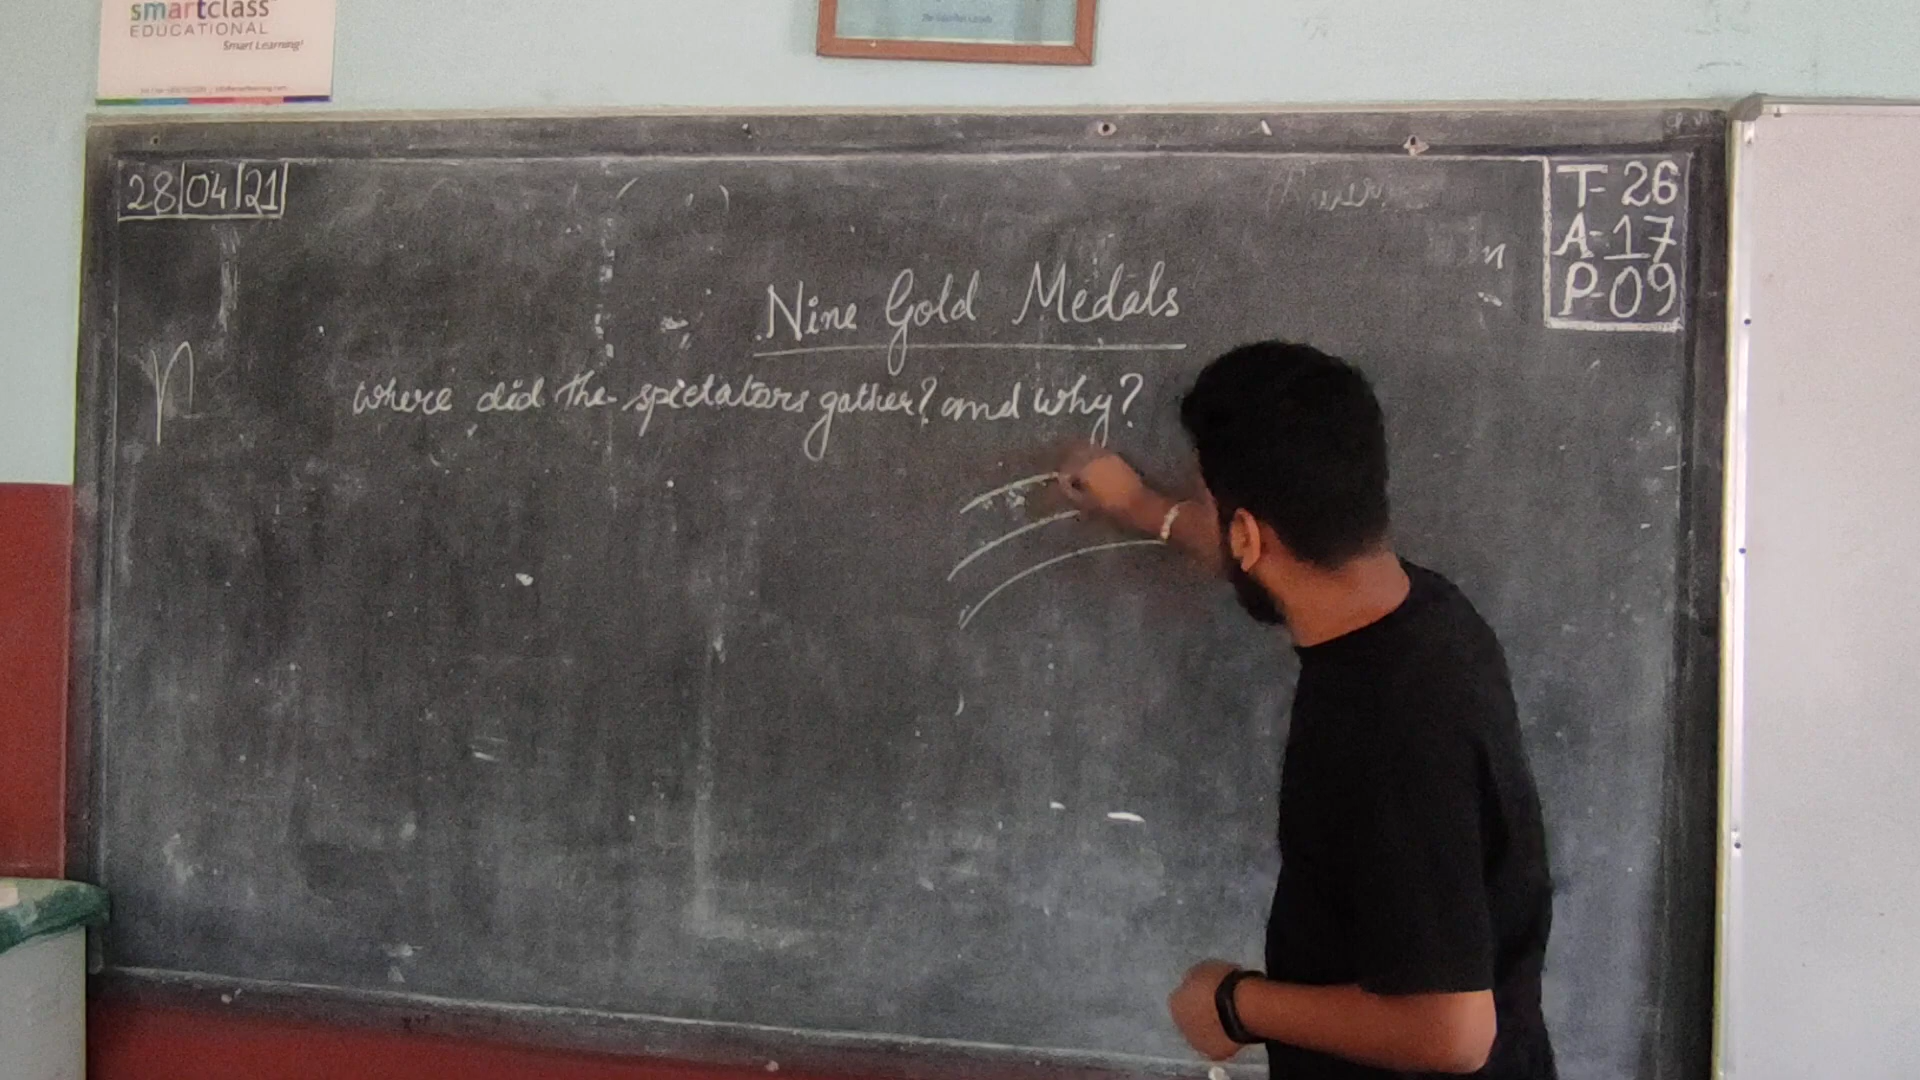 smartclass
EDUCATIONAL
Smart Learning!
28|04|21
T-26
A-17
P-09
Nine Gold Medals
where did the spictators gather? and why?